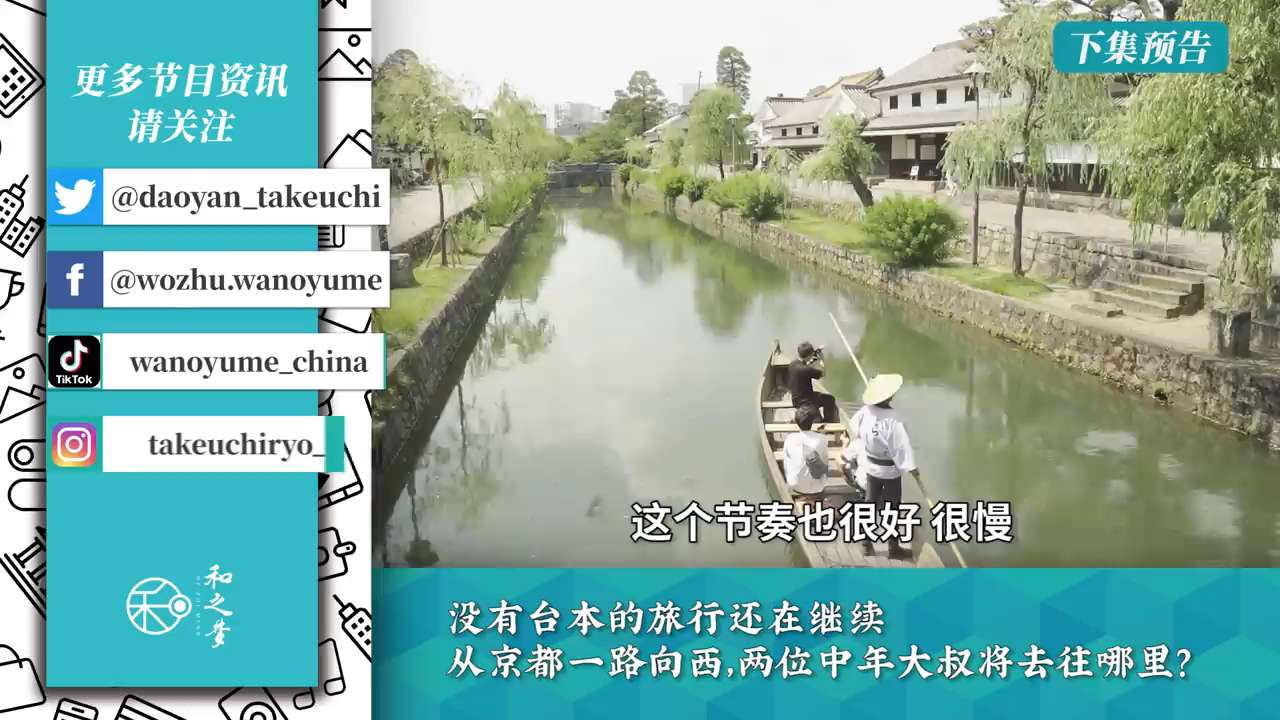 更多节目资讯
请关注
@daoyan_takeuchi
@wozhu.wanoyume
TikTok
wanoyume_china
takeuchiryo_
和之梦
下集预告
这个节奏也很好 很慢
没有台本的旅行还在继续
从京都一路向西,两位中年大叔将去往哪里?